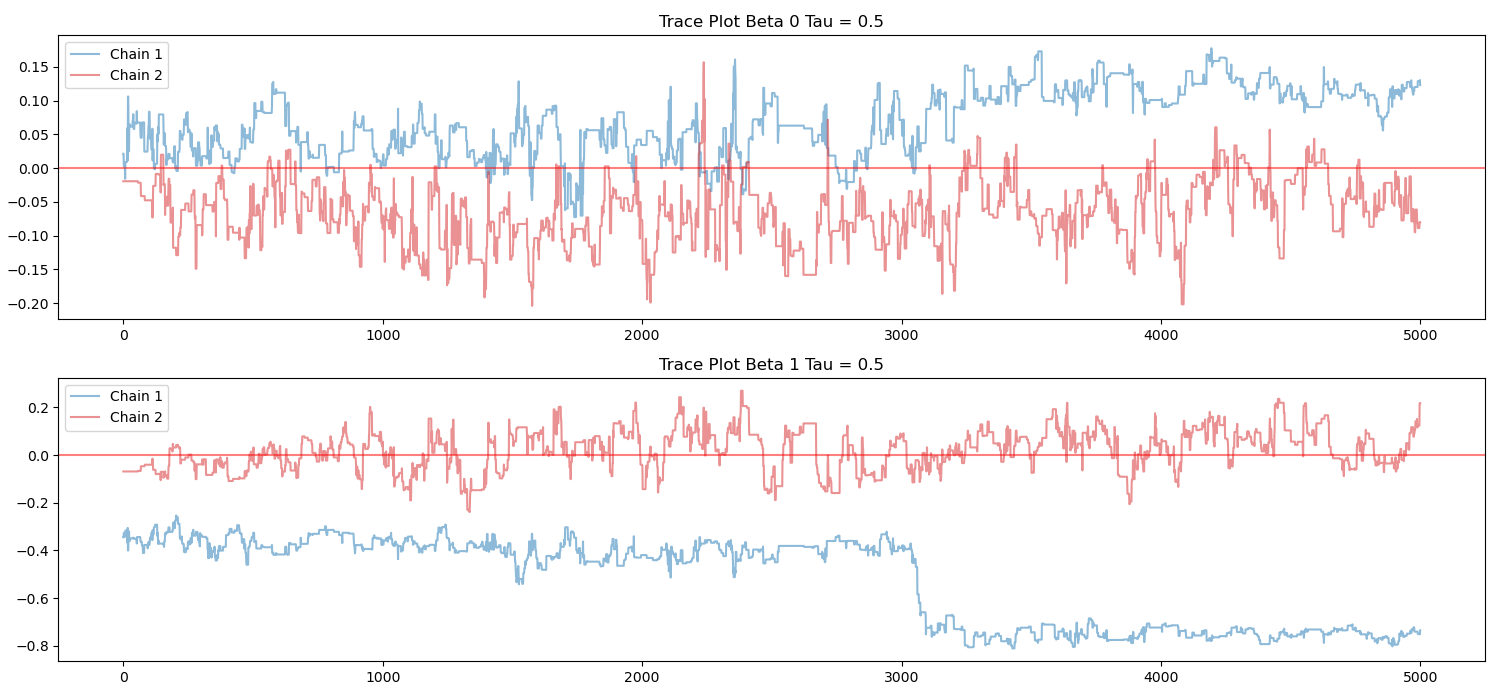 Trace Plot Beta 0 Tau = 0.5
Chain 1
Chain 2
0.15
0.10
0.05
0.00
−0.05
−0.10
−0.15
−0.20
0 1000 2000 3000 4000 5000
Trace Plot Beta 1 Tau = 0.5
Chain 1
Chain 2
0.2
0.0
−0.2
−0.4
−0.6
−0.8
0 1000 2000 3000 4000 5000